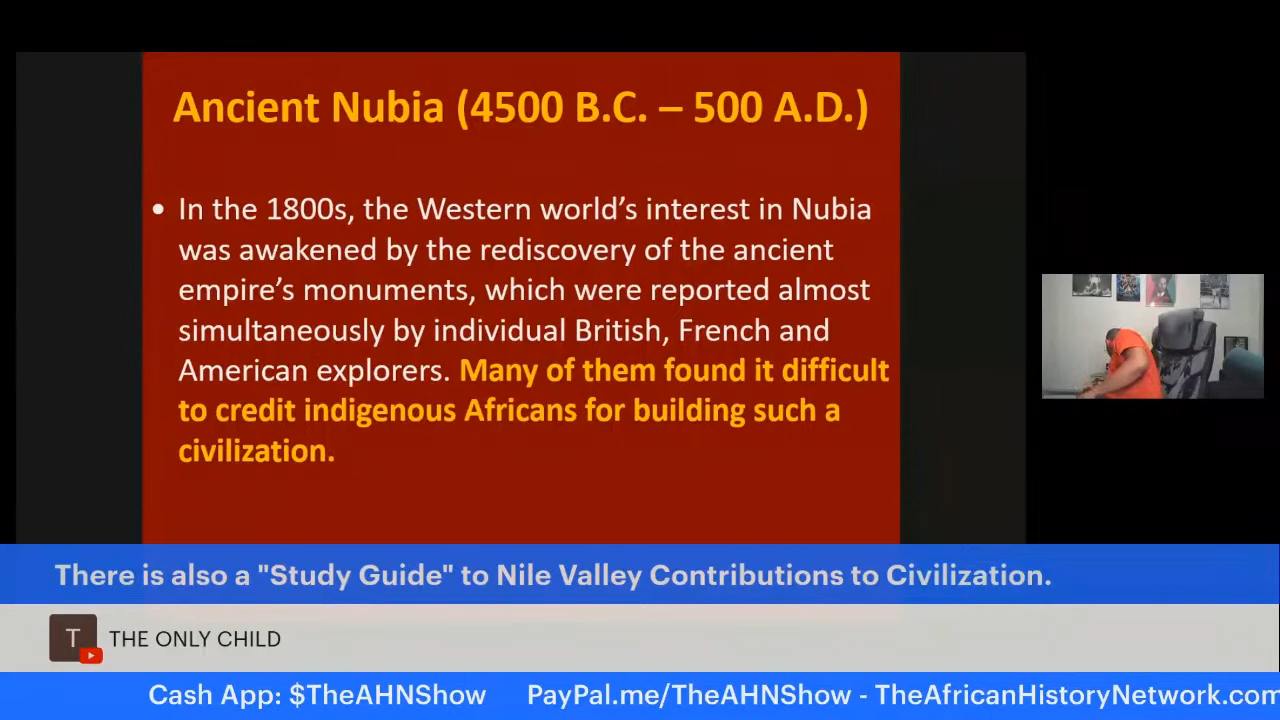 Ancient Nubia (4500 B.C. – 500 A.D.)
• In the 1800s, the Western world’s interest in Nubia
was awakened by the rediscovery of the ancient
empire’s monuments, which were reported almost
simultaneously by individual British, French and
American explorers. Many of them found it difficult
to credit indigenous Africans for building such a
civilization.
There is also a "Study Guide" to Nile Valley Contributions to Civilization.
T THE ONLY CHILD
Cash App: $TheAHNShow PayPal.me/TheAHNShow - TheAfricanHistoryNetwork.com